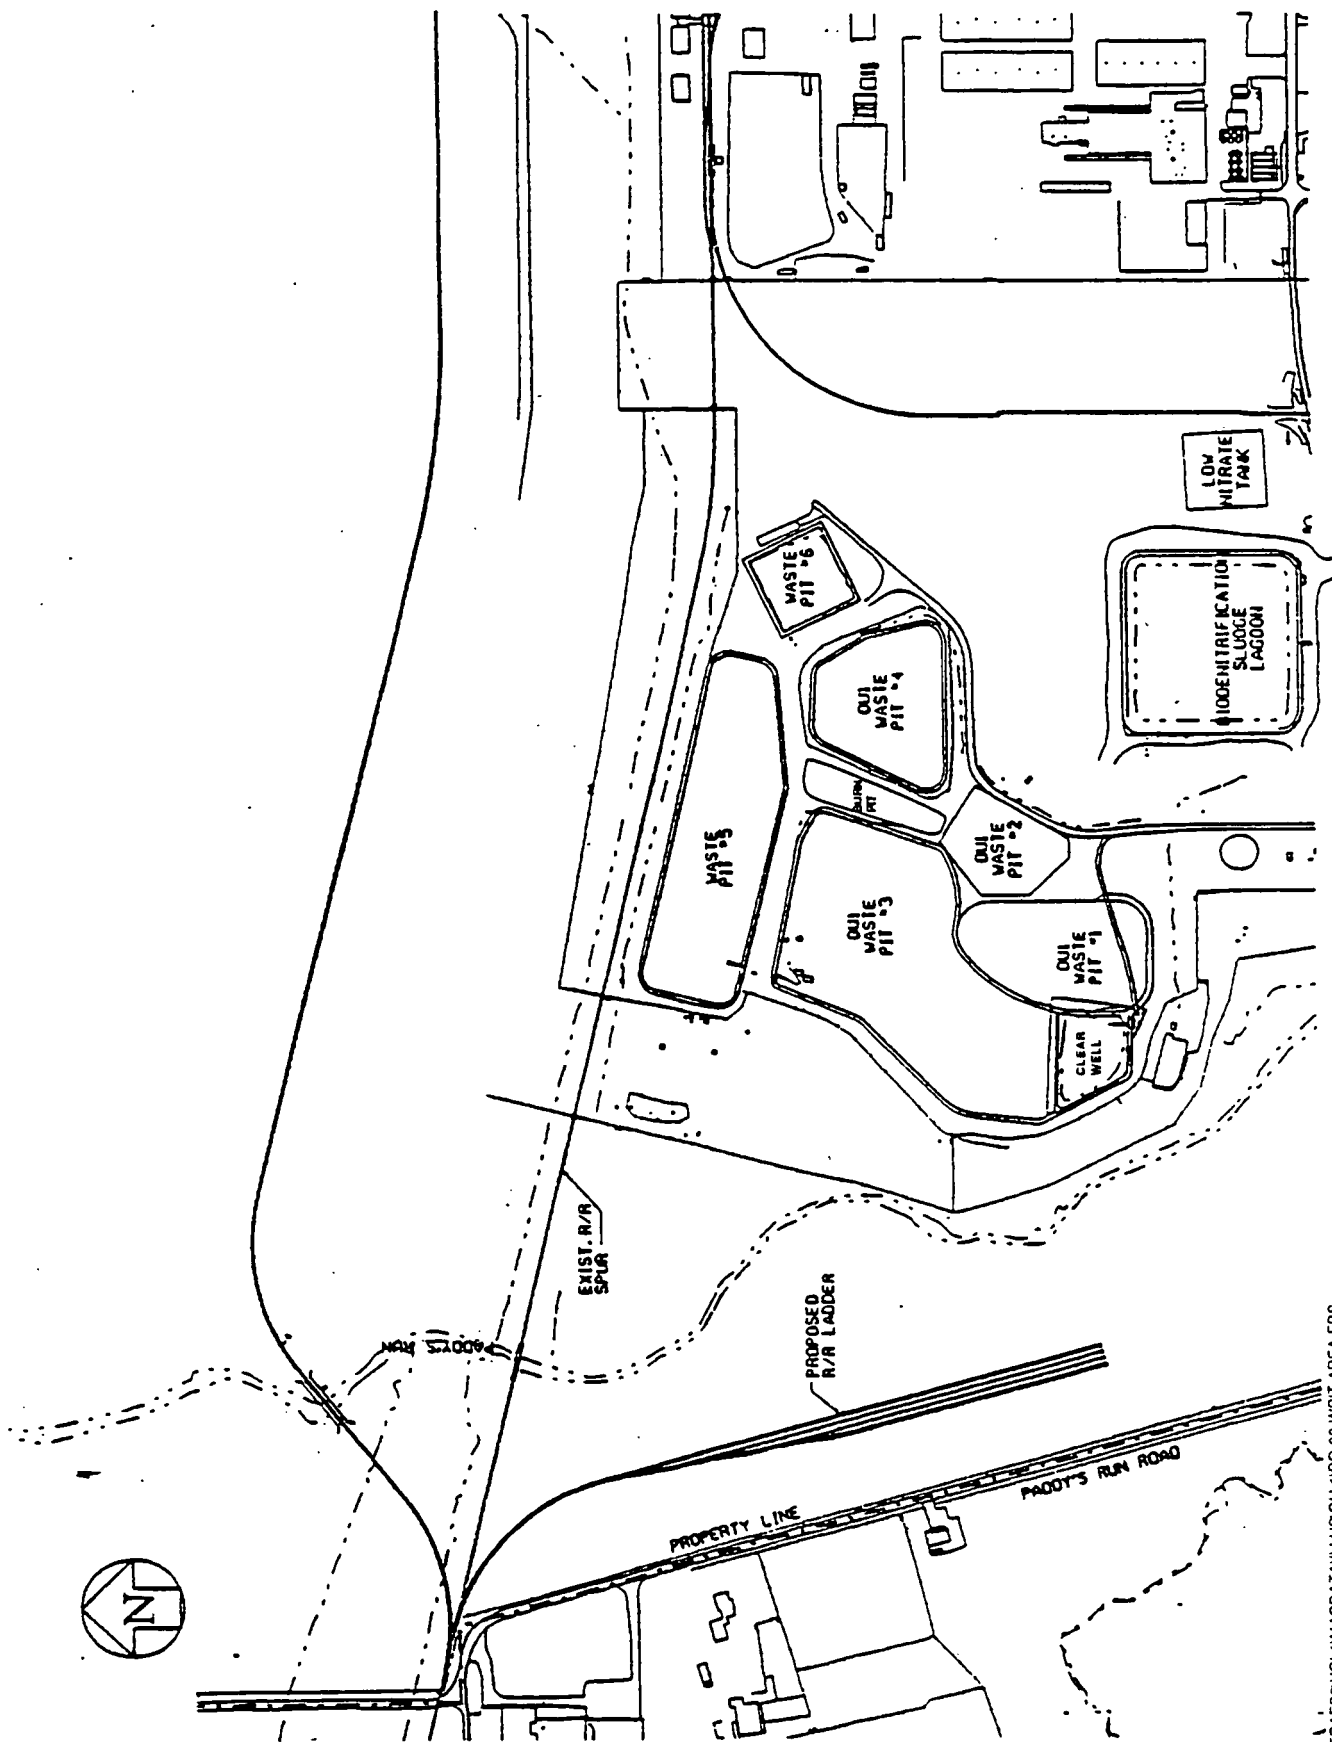 LOW
NITRATE
TANK
BIODENITRIFICATION
SLUDGE
LAGOON
WASTE
PIT #6
OU1
WASTE
PIT #4
BURN
PIT
WASTE
PIT #5
OU1
WASTE
PIT #2
OU1
WASTE
PIT #3
OU1
WASTE
PIT #1
CLEAR
WELL
EXIST. R/R
SPUR
PADDY'S RUN
PROPOSED
R/R LADDER
PROPERTY LINE
PADDY'S RUN ROAD
N